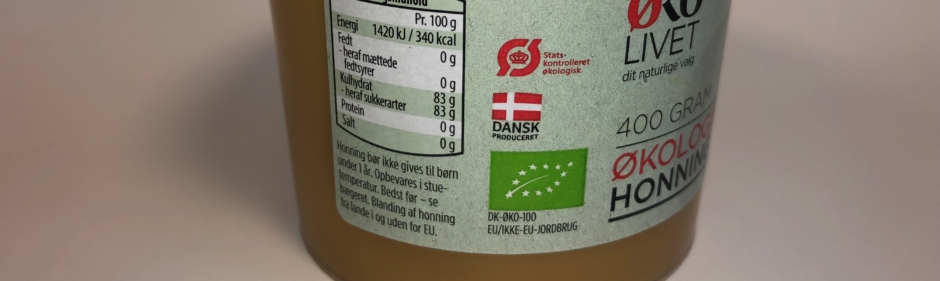 Pr. 100 g
Energi 1420 kJ / 340 kcal
Fedt 0 g
- heraf mættede
fedtsyrer 0 g
Kulhydrat 83 g
- heraf sukkerarter 83 g
Protein 0 g
Salt 0 g
Honning bør ikke gives til børn
under 1 år. Opbevares i stue-
temperatur. Bedst før – se
bægeret. Blanding af honning
fra lande i og uden for EU.
Stats-
kontrolleret
økologisk
DANSK
PRODUCERET
DK-ØKO-100
EU/IKKE-EU-JORDBRUG
ØKO
LIVET
dit naturlige valg
400 GRAM
ØKOLOG
HONNING